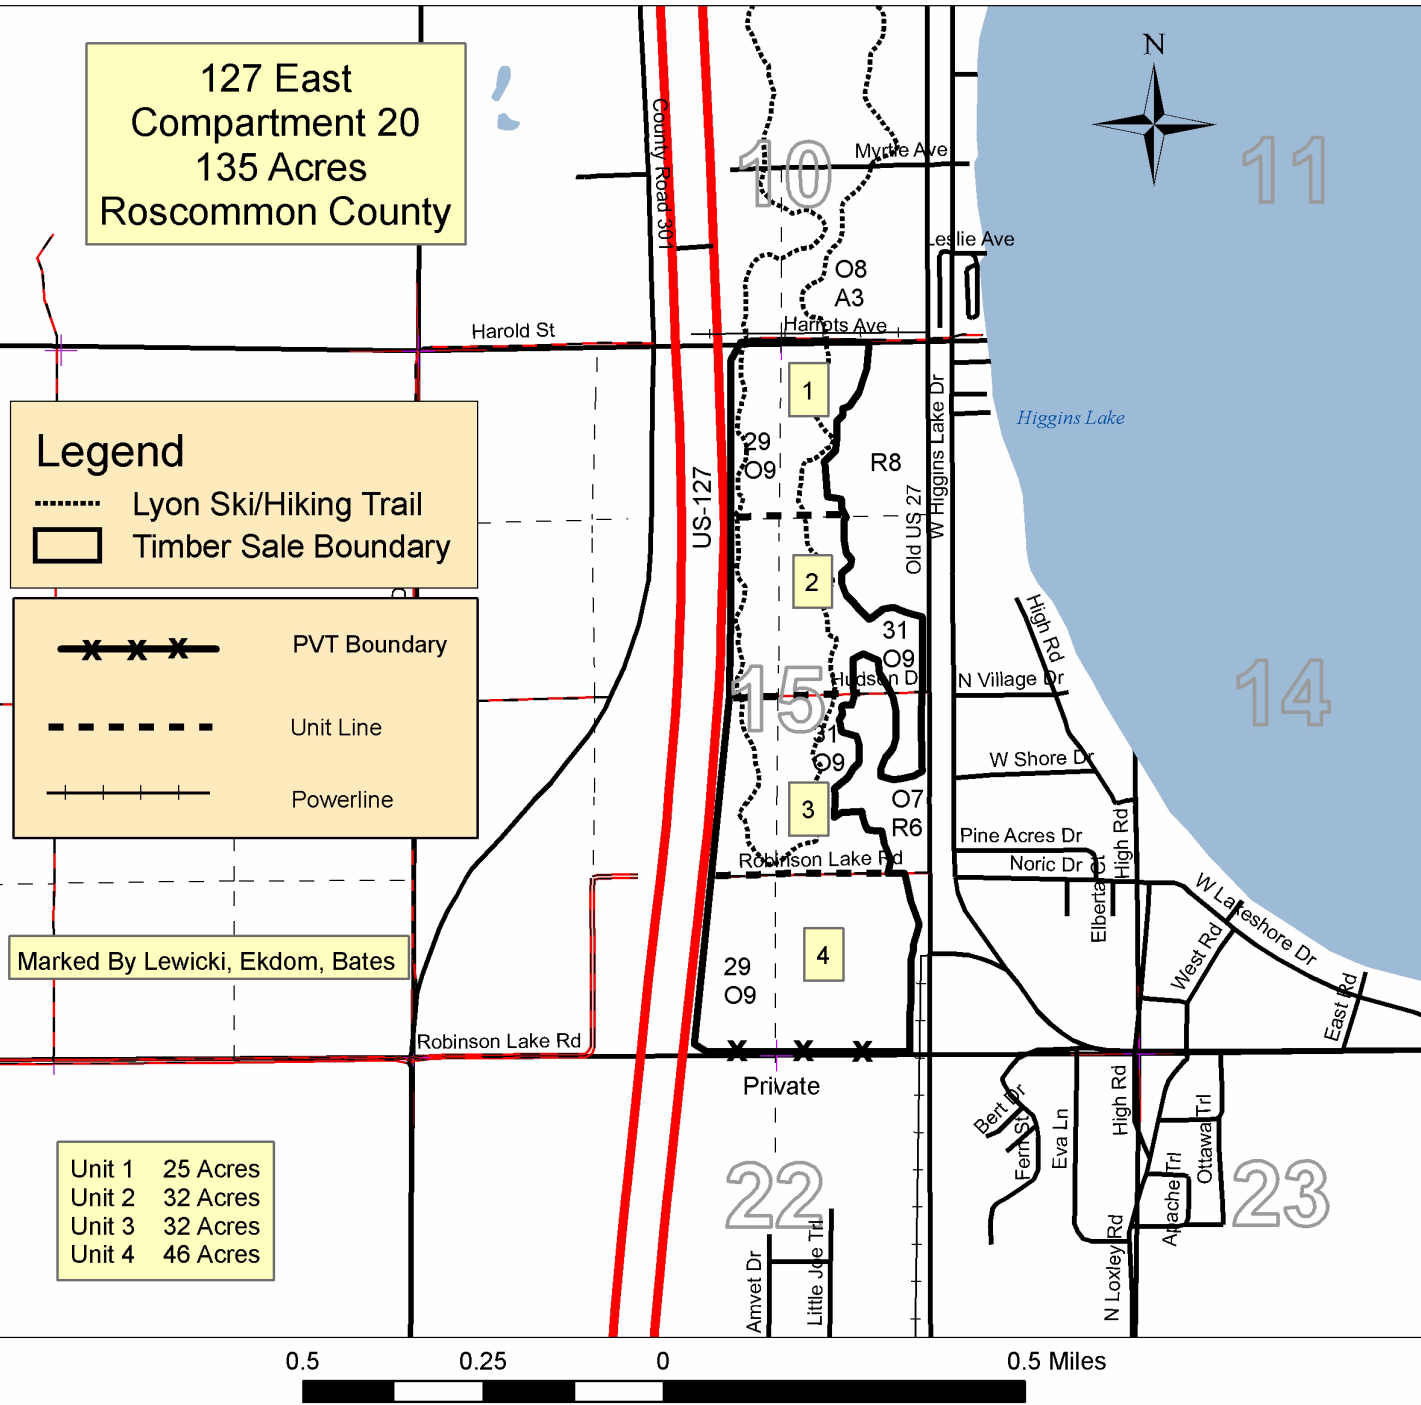 127 East
Compartment 20
135 Acres
Roscommon County
N
10
11
Myrtle Ave
County Road 301
Leslie Ave
O8
A3
Harold St
Harrots Ave
1
W Higgins Lake Dr
Higgins Lake
Legend
Lyon Ski/Hiking Trail
Timber Sale Boundary
29
O9
R8
US-127
Old US 27
2
PVT Boundary
Unit Line
Powerline
31
O9
High Rd
Hudson D
N Village Dr
15
14
31
O9
W Shore Dr
3
O7
R6
High Rd
Pine Acres Dr
Robinson Lake Rd
Noric Dr
Elberta Ct
W Lakeshore Dr
West Rd
East Rd
Marked By Lewicki, Ekdom, Bates
29
O9
4
Robinson Lake Rd
X X X
Private
Bert Dr
Fern St
Eva Ln
High Rd
Ottawa Trl
Apache Trl
Unit 1 25 Acres
Unit 2 32 Acres
Unit 3 32 Acres
Unit 4 46 Acres
22
23
Amvet Dr
Little Joe Trl
N Loxley Rd
0.5 0.25 0 0.5 Miles